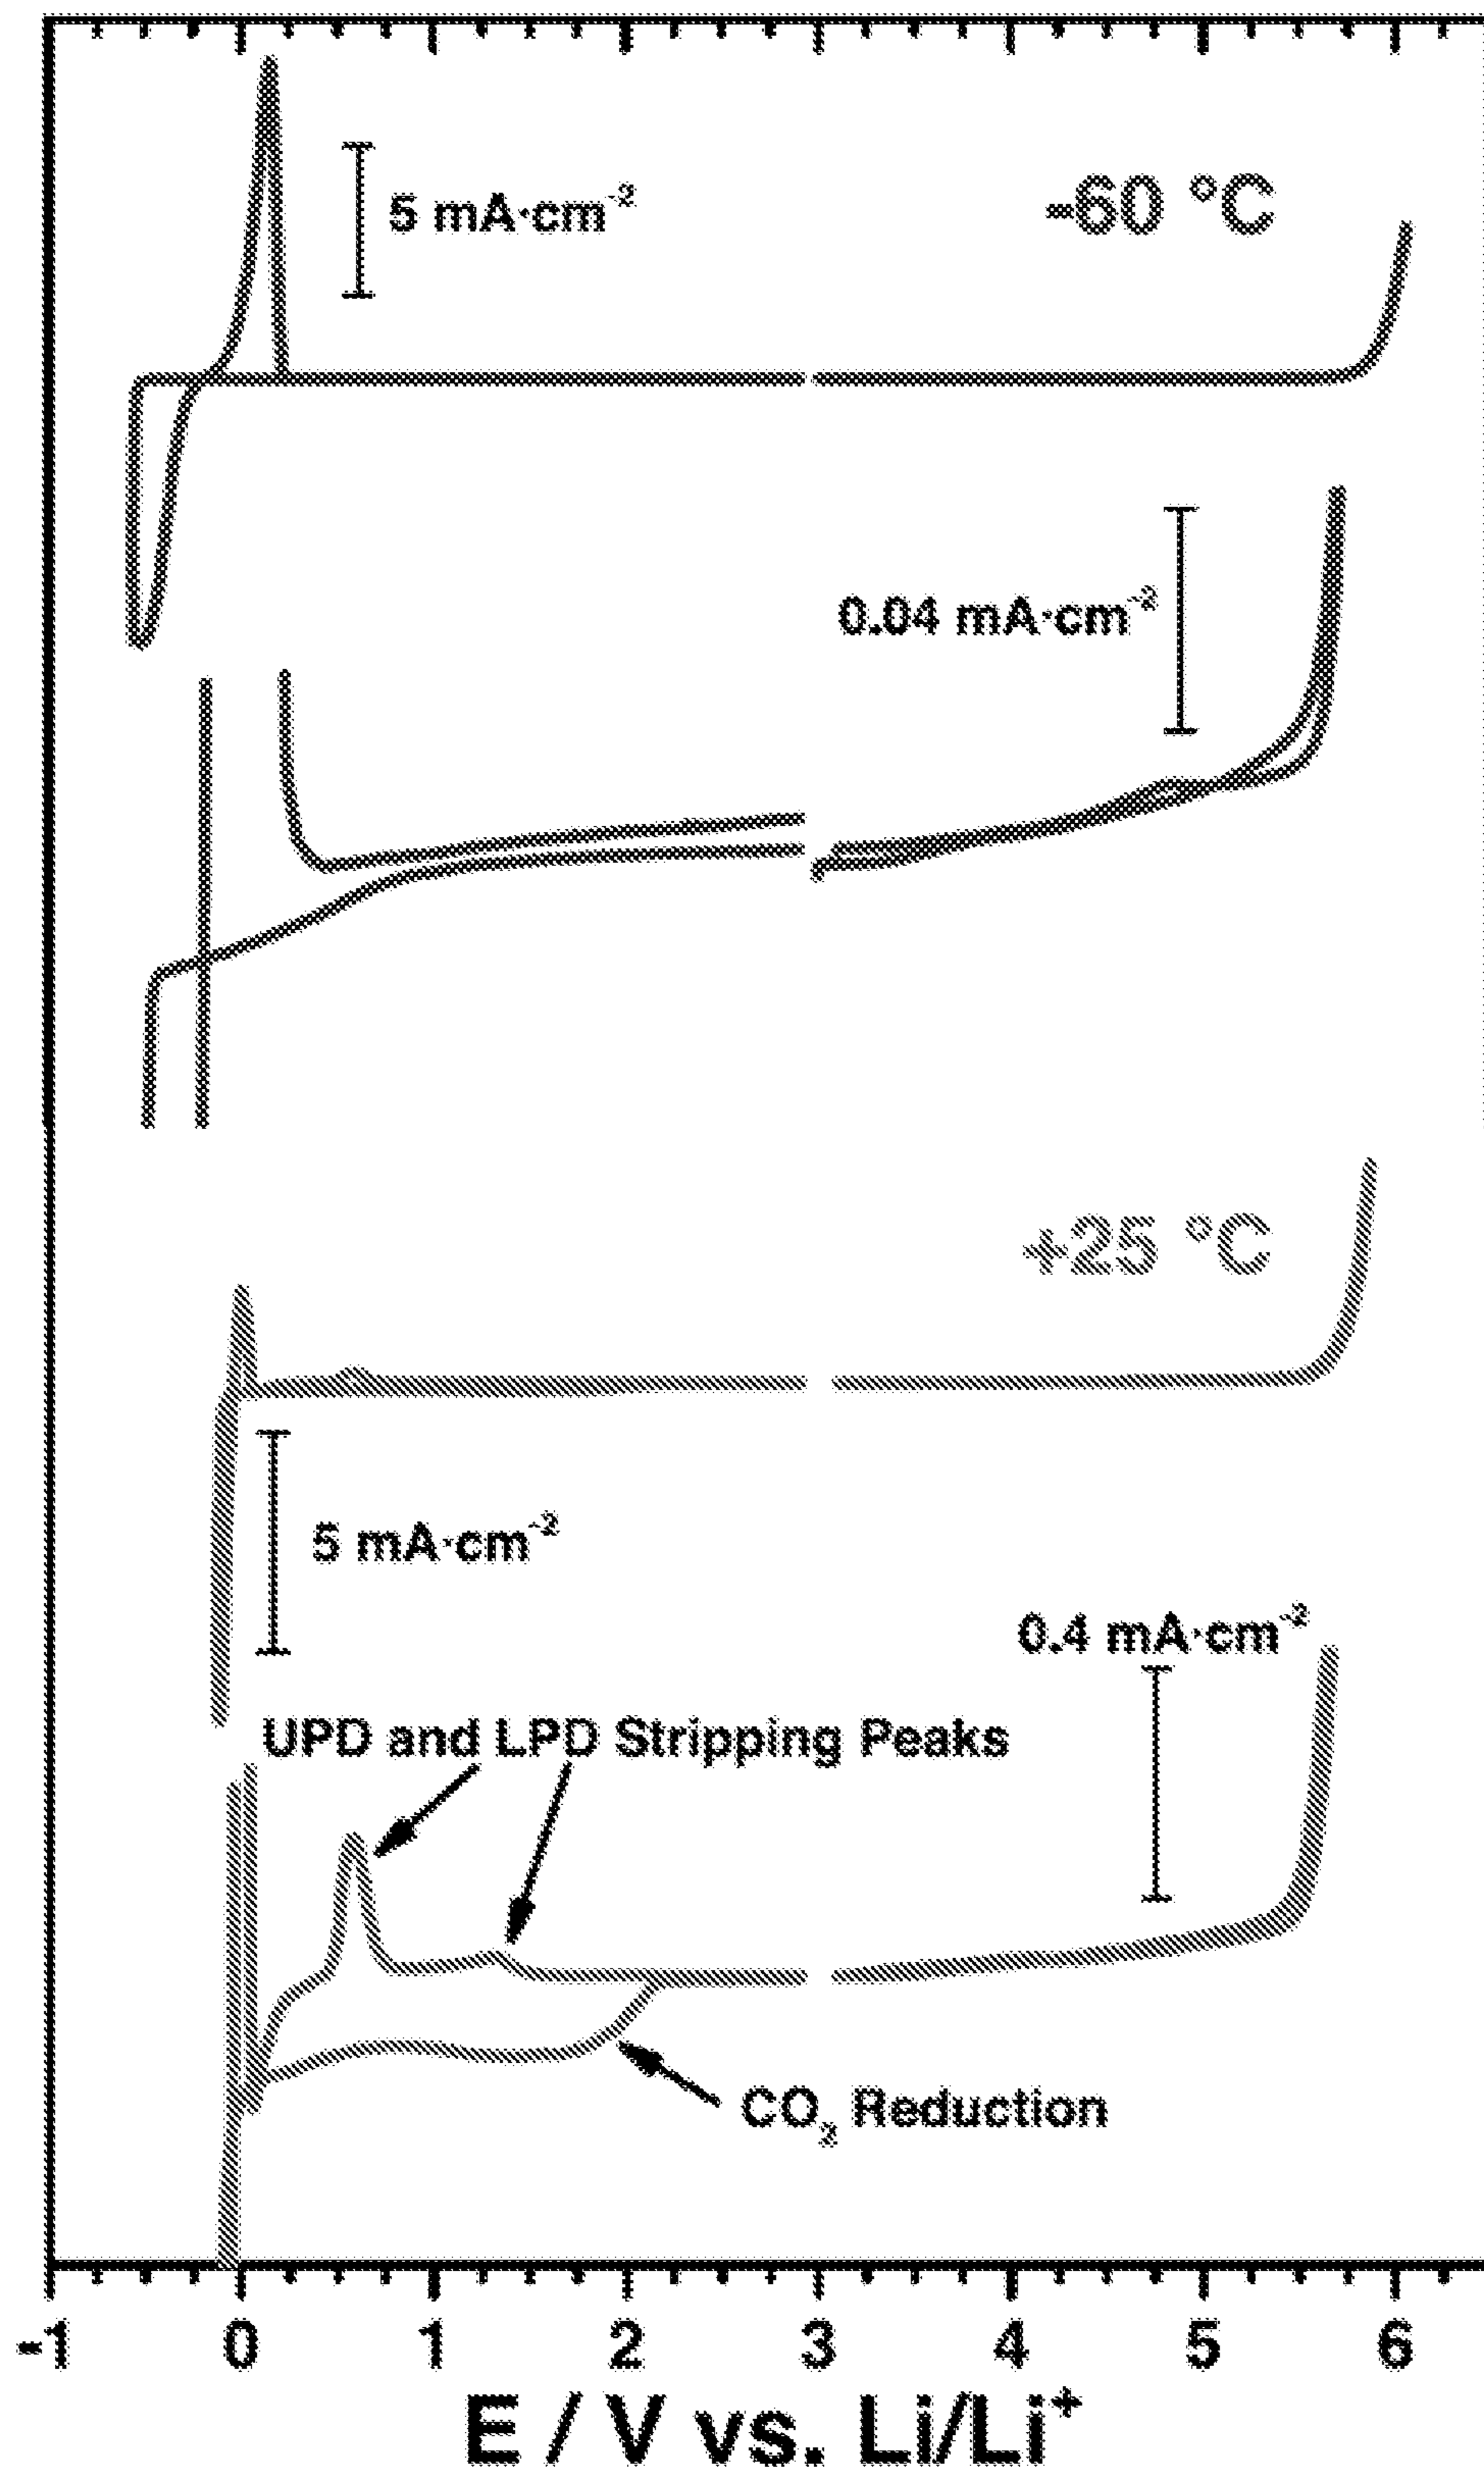 5 mA·cm⁻²
-60 °C
0.04 mA·cm⁻²
+25 °C
5 mA·cm⁻²
0.4 mA·cm⁻²
UPD and LPD Stripping Peaks
CO₂ Reduction
-1 0 1 2 3 4 5 6
E / V vs. Li/Li⁺